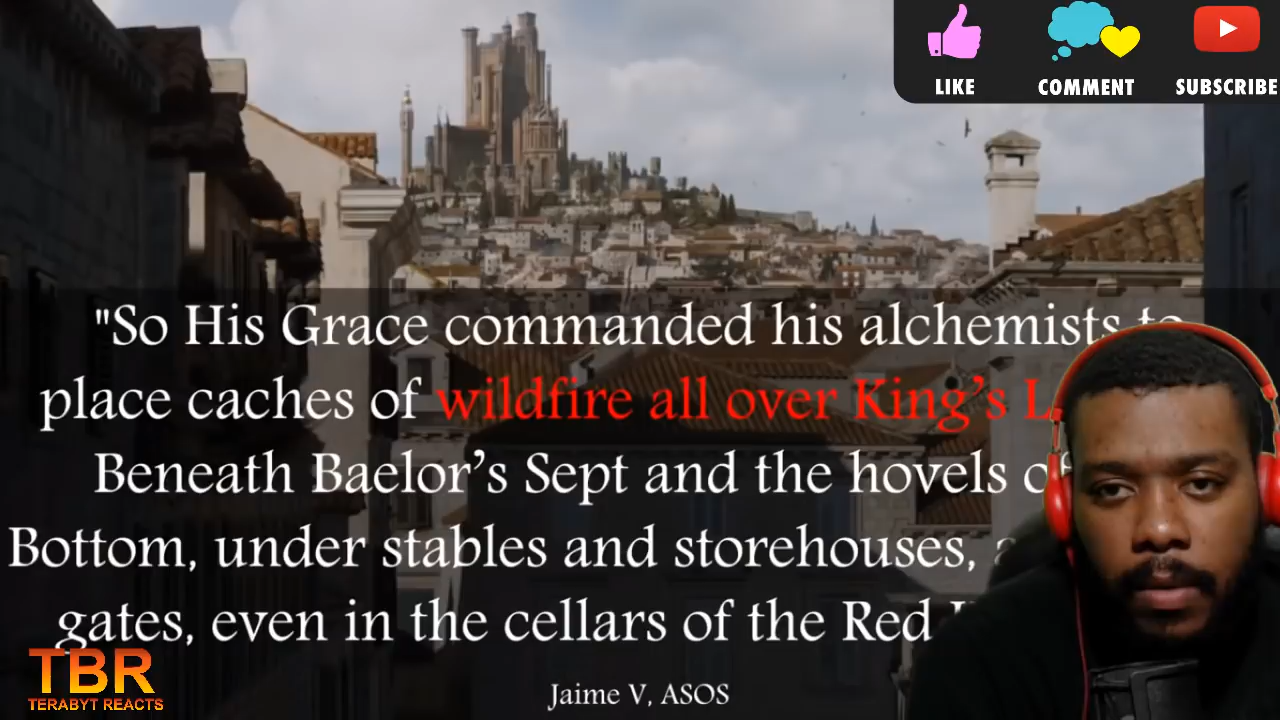 LIKE
COMMENT
SUBSCRIBE
"So His Grace commanded his alchemists to
place caches of wildfire all over King's
Beneath Baelor's Sept and the hovels
Bottom, under stables and storehouses,
gates, even in the cellars of the Red
Jaime V, ASOS
TBR
TERABYT REACTS